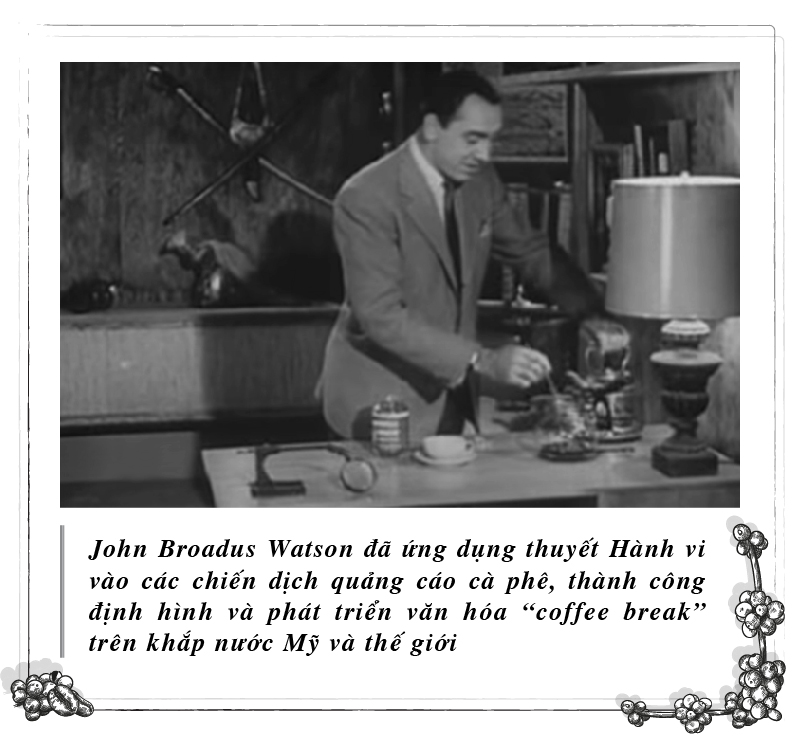 John Broadus Watson đã ứng dụng thuyết Hành vi
vào các chiến dịch quảng cáo cà phê, thành công
định hình và phát triển văn hóa “coffee break”
trên khắp nước Mỹ và thế giới